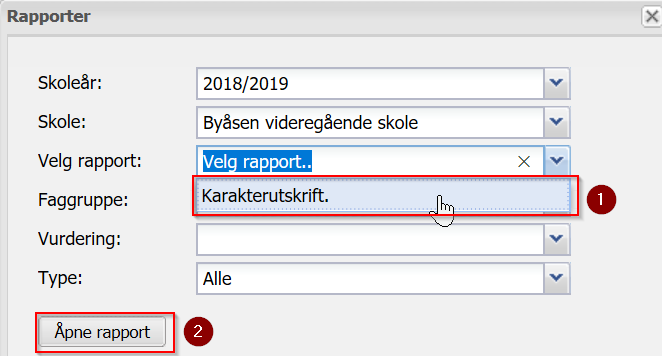 Rapporter
Skoleår: 2018/2019
Skole: Byåsen videregående skole
Velg rapport: Velg rapport..
Karakterutskrift. 1
Faggruppe:
Vurdering:
Type: Alle
Åpne rapport 2